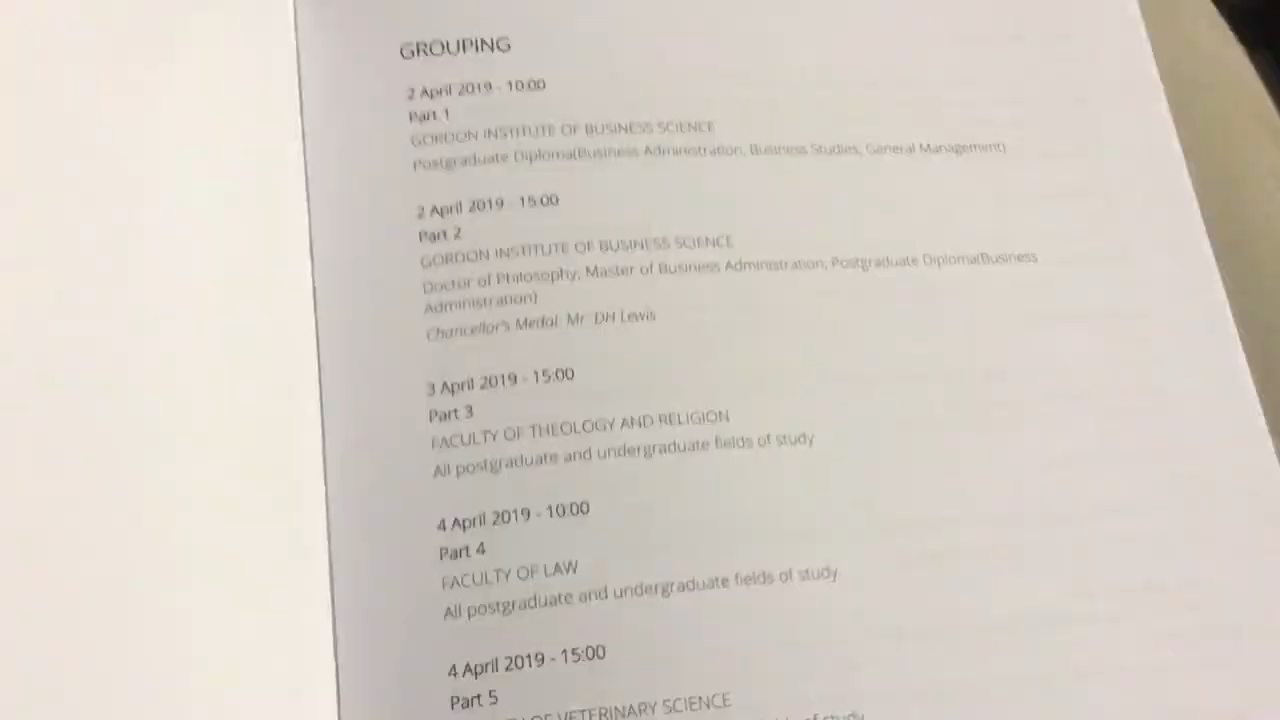 GROUPING
2 April 2019 - 10:00
Part 1
GORDON INSTITUTE OF BUSINESS SCIENCE
Postgraduate Diploma(Business Administration, Business Studies, General Management)
2 April 2019 - 15:00
Part 2
GORDON INSTITUTE OF BUSINESS SCIENCE
Doctor of Philosophy, Master of Business Administration, Postgraduate Diploma(Business
Administration)
Chancellor's Medal: Mr. DH Lewis
3 April 2019 - 15:00
Part 3
FACULTY OF THEOLOGY AND RELIGION
All postgraduate and undergraduate fields of study
4 April 2019 - 10:00
Part 4
FACULTY OF LAW
All postgraduate and undergraduate fields of study
4 April 2019 - 15:00
Part 5
OF VETERINARY SCIENCE
of study